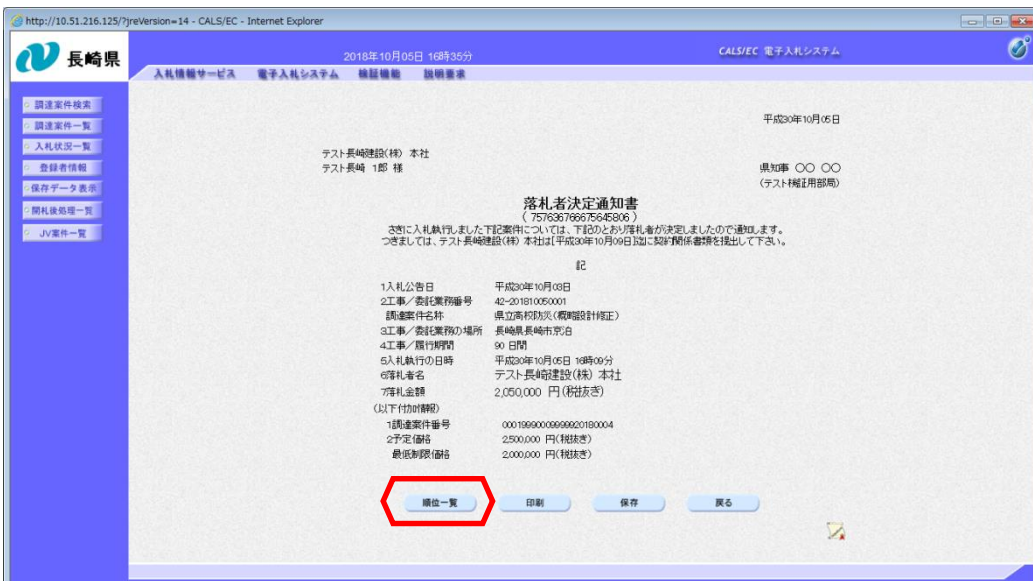 http://10.51.216.125/?jreVersion=14 - CALS/EC - Internet Explorer
長崎県
2018年10月05日 16時35分
CALS/EC 電子入札システム
入札情報サービス 電子入札システム 検証機能 説明要求
調達案件検索
調達案件一覧
入札状況一覧
登録者情報
保存データ表示
開札後処理一覧
JV案件一覧
平成30年10月05日
テスト長崎建設(株) 本社
テスト長崎 1郎 様
県知事 〇〇 〇〇
(テスト検証用部局)
落札者決定通知書
( 757636766675645806 )
さきに入札執行しました下記案件については、下記のとおり落札者が決定しましたので通知します。
つきましては、テスト長崎建設(株) 本社は[平成30年10月09日]迄に契約関係書類を提出して下さい。
記
1入札公告日 平成30年10月03日
2工事/委託業務番号 42-201810050001
調達案件名称 県立高校防災(概略設計修正)
3工事/委託業務の場所 長崎県長崎市京泊
4工事/履行期間 90 日間
5入札執行の日時 平成30年10月05日 16時09分
6落札者名 テスト長崎建設(株) 本社
7落札金額 2,050,000 円(税抜き)
(以下付加情報)
1調達案件番号 0001999000999992018​0004
2予定価格 2,500,000 円(税抜き)
最低制限価格 2,000,000 円(税抜き)
順位一覧 印刷 保存 戻る